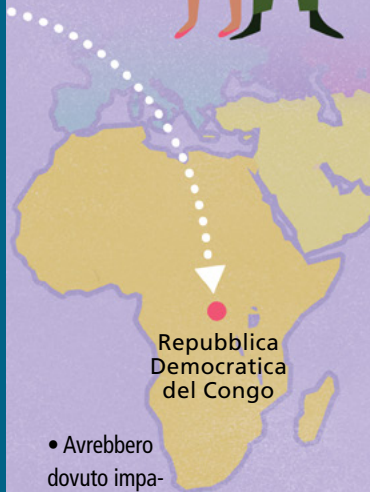 Repubblica
Democratica
del Congo
• Avrebbero
dovuto impa-